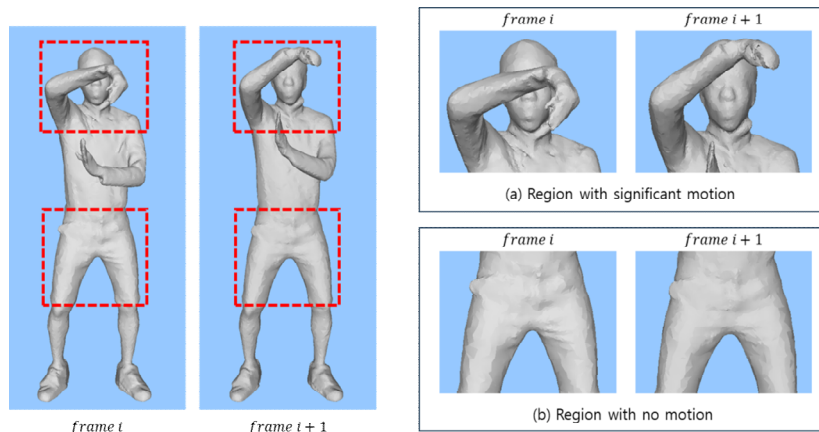 frame i
frame i + 1
frame i
frame i + 1
(a) Region with significant motion
frame i
frame i + 1
(b) Region with no motion